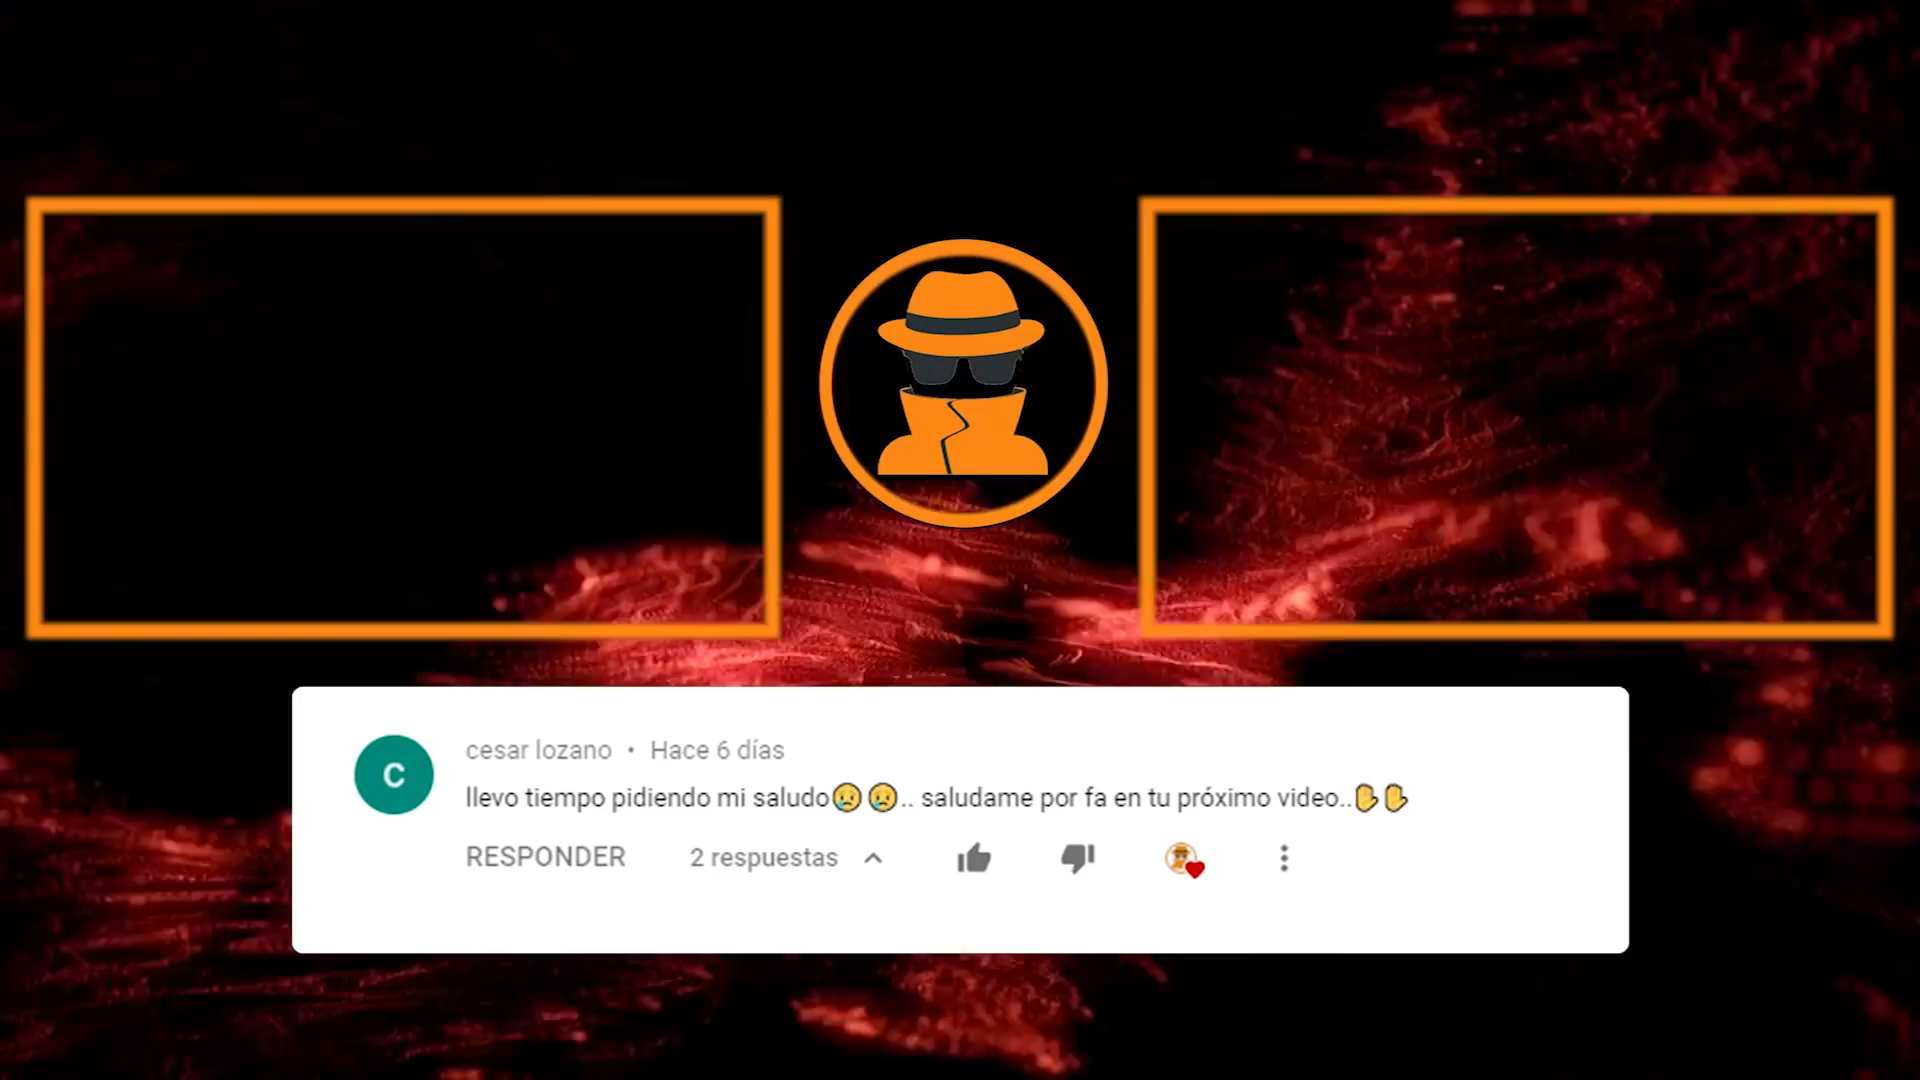 C
cesar lozano • Hace 6 días
llevo tiempo pidiendo mi saludo😢😢.. saludame por fa en tu próximo video..✋✋
RESPONDER 2 respuestas